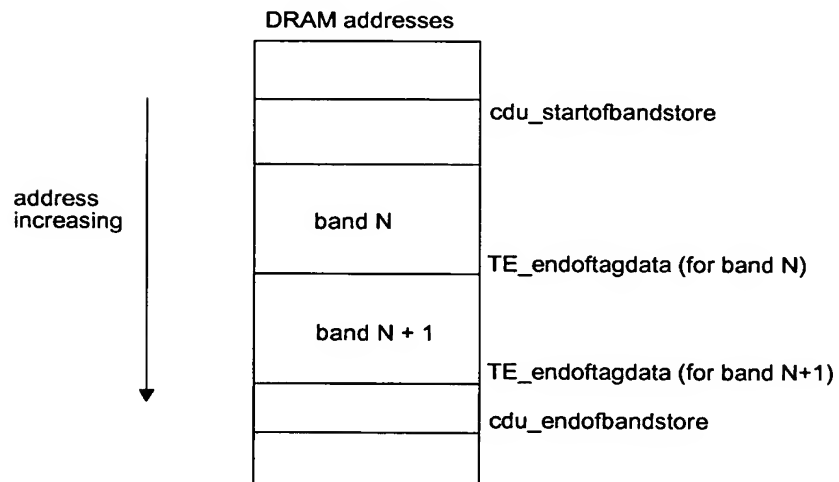 DRAM addresses
cdu_startofbandstore
address
increasing
band N
TE_endoftagdata (for band N)
band N + 1
TE_endoftagdata (for band N+1)
cdu_endofbandstore